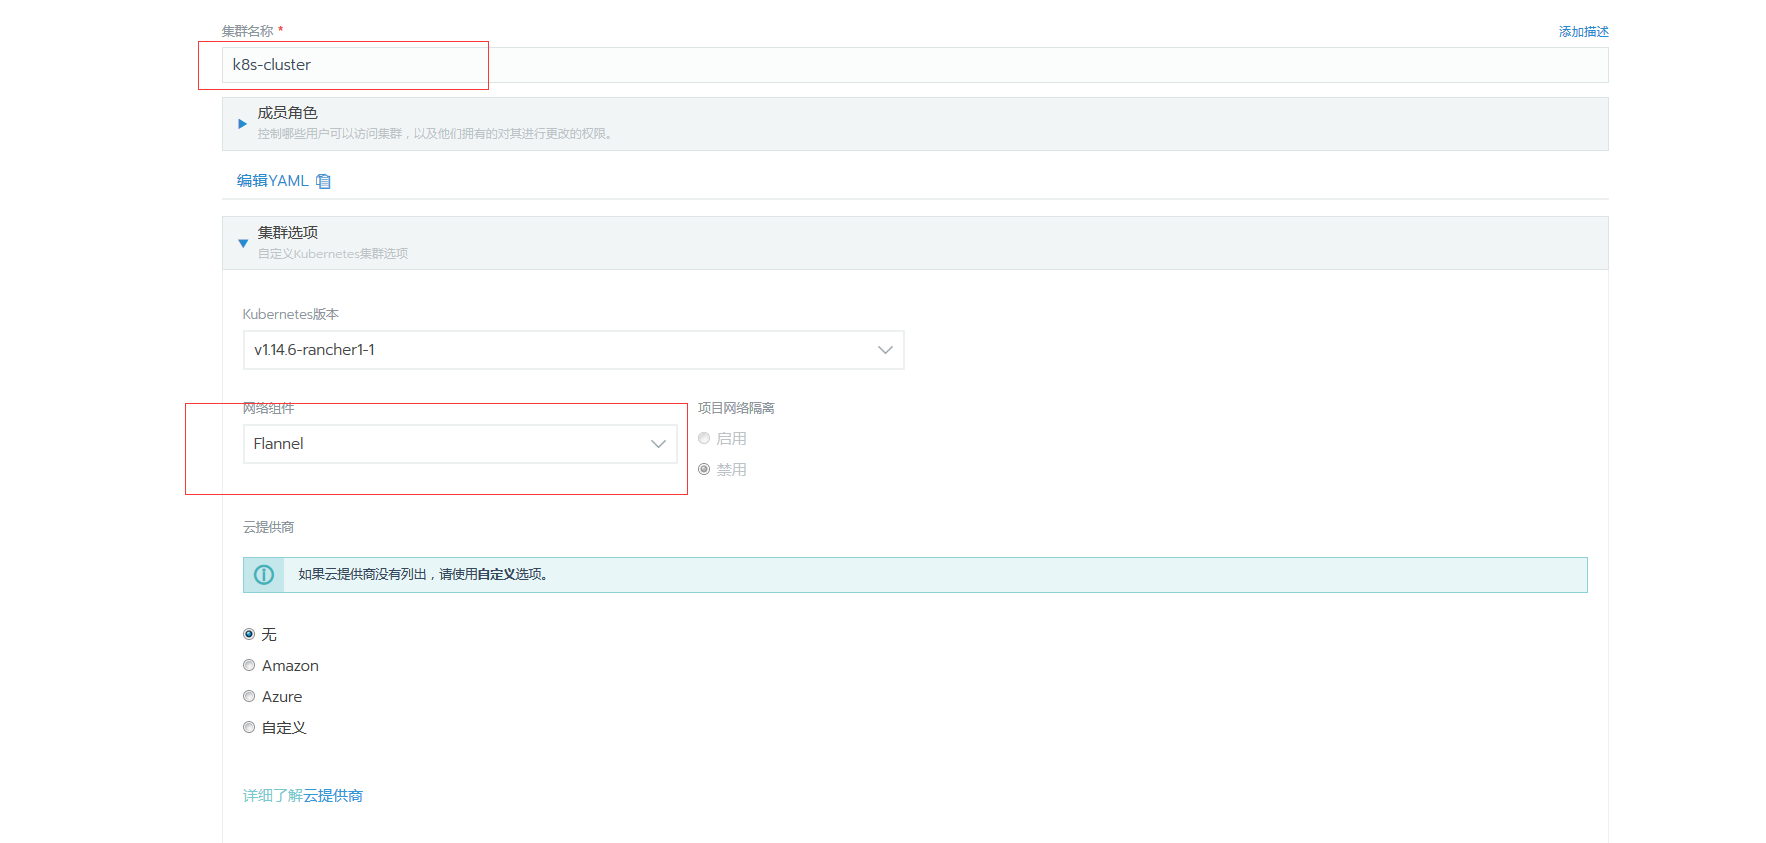 集群名称 *
添加描述
k8s-cluster
成员角色
控制哪些用户可以访问集群，以及他们拥有的对其进行更改的权限。
编辑YAML
集群选项
自定义Kubernetes集群选项
Kubernetes版本
v1.14.6-rancher1-1
网络组件
项目网络隔离
Flannel
启用
禁用
云提供商
如果云提供商没有列出，请使用自定义选项。
无
Amazon
Azure
自定义
详细了解云提供商